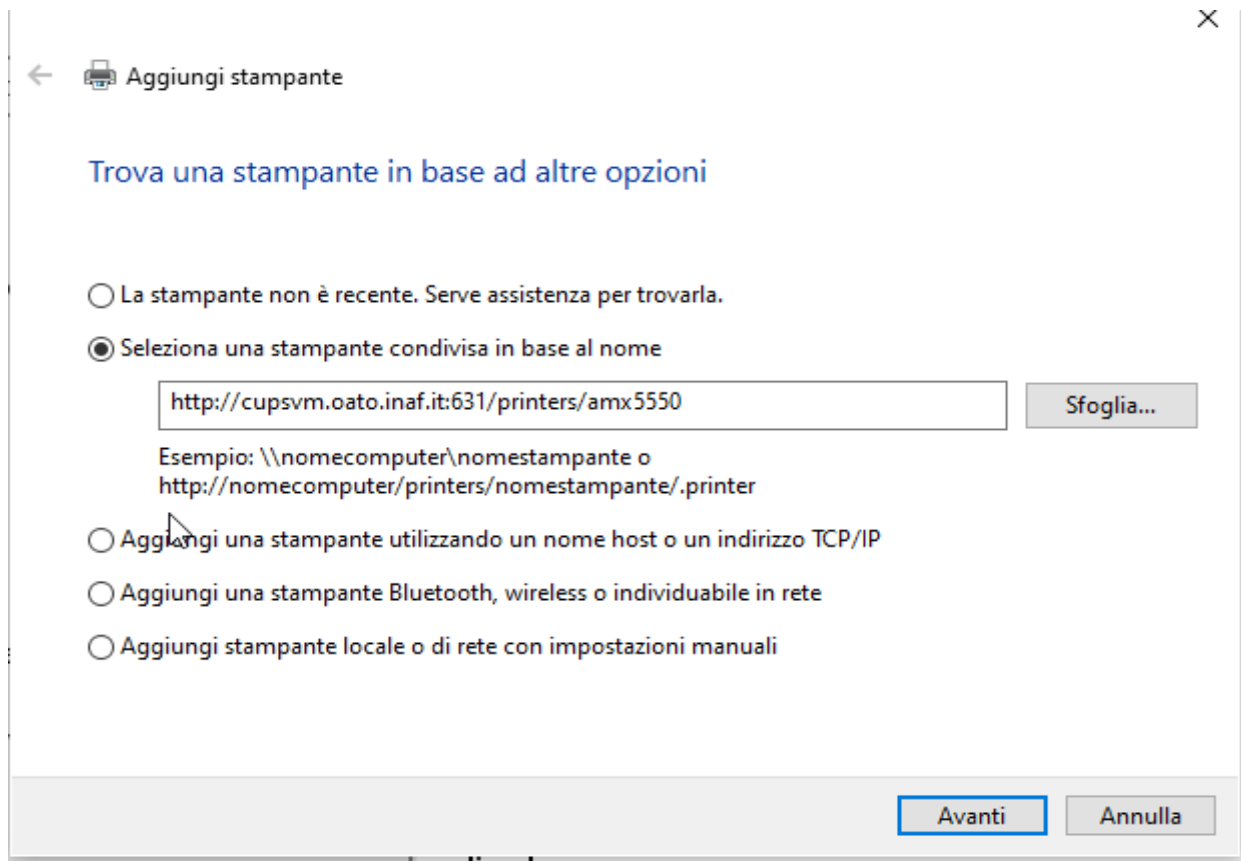 Aggiungi stampante
Trova una stampante in base ad altre opzioni
La stampante non è recente. Serve assistenza per trovarla.
Seleziona una stampante condivisa in base al nome
http://cupsvm.oato.inaf.it:631/printers/amx5550
Sfoglia...
Esempio: \\nomecomputer\nomestampante o
http://nomecomputer/printers/nomestampante/.printer
Aggiungi una stampante utilizzando un nome host o un indirizzo TCP/IP
Aggiungi una stampante Bluetooth, wireless o individuabile in rete
Aggiungi stampante locale o di rete con impostazioni manuali
Avanti
Annulla